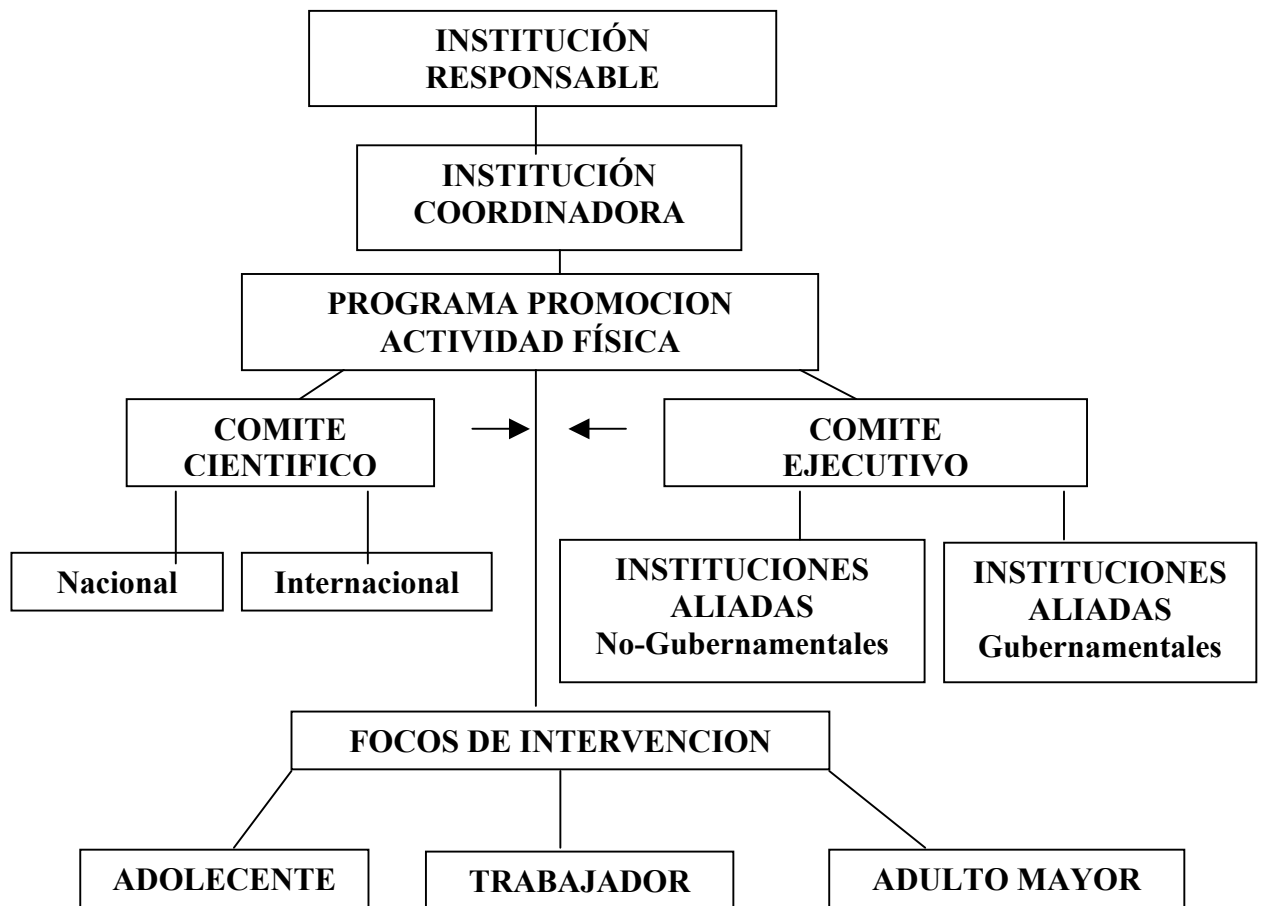 INSTITUCIÓN
RESPONSABLE
INSTITUCIÓN
COORDINADORA
PROGRAMA PROMOCION
ACTIVIDAD FÍSICA
COMITE
CIENTIFICO
COMITE
EJECUTIVO
Nacional
Internacional
INSTITUCIONES
ALIADAS
No-Gubernamentales
INSTITUCIONES
ALIADAS
Gubernamentales
FOCOS DE INTERVENCION
ADOLECENTE
TRABAJADOR
ADULTO MAYOR